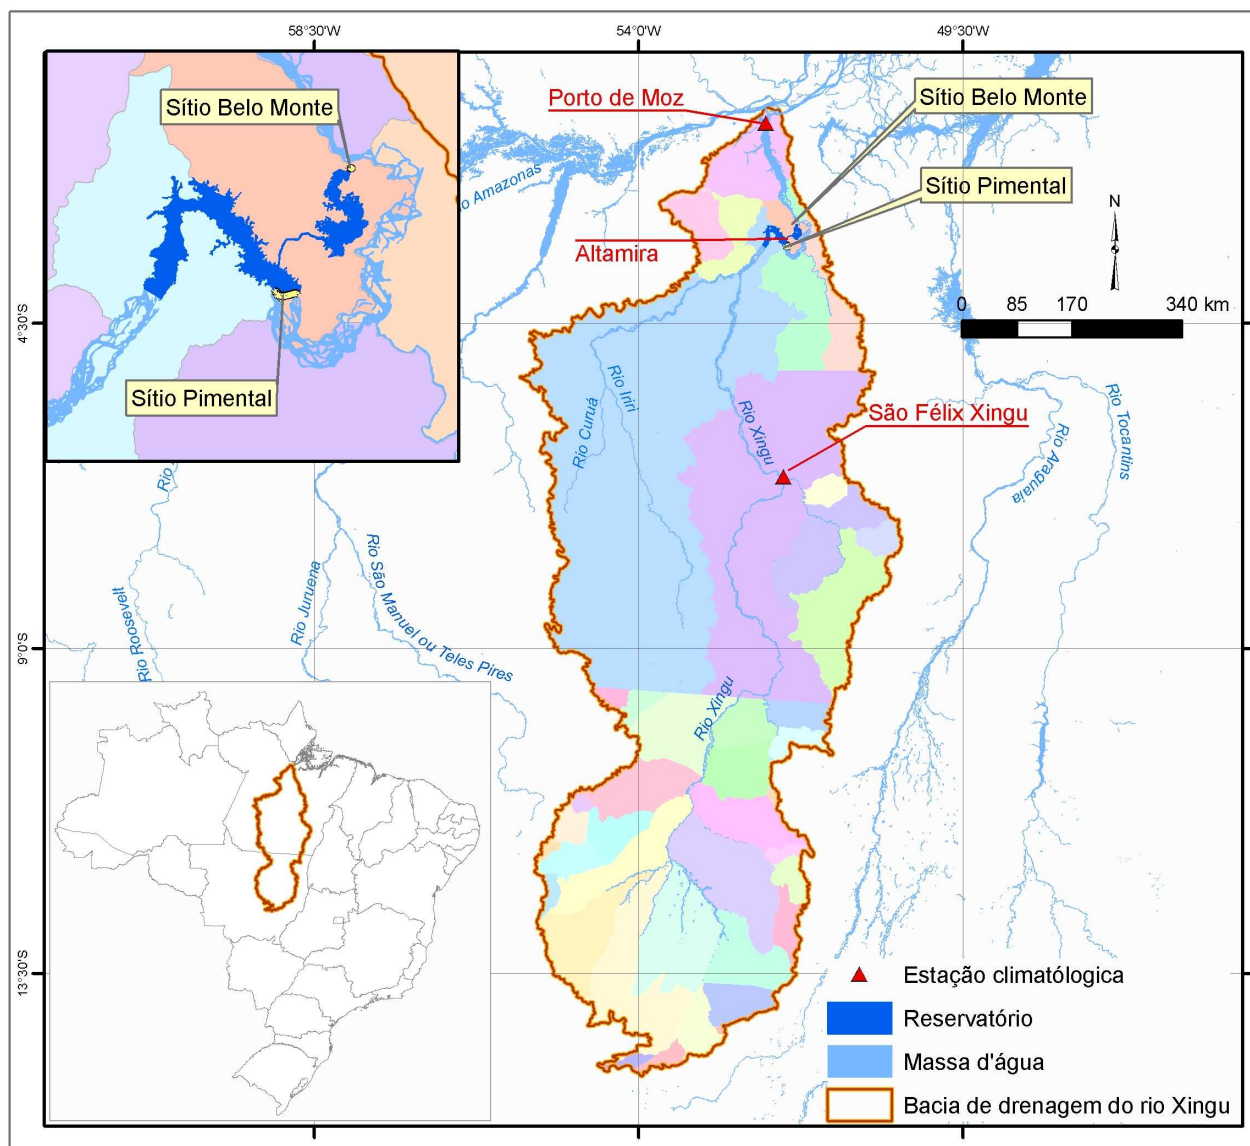 58°30'W
54°0'W
49°30'W
Sítio Belo Monte
Porto de Moz
Sítio Belo Monte
Sítio Pimental
Altamira
o Amazonas
N
0 85 170 340 km
4°30'S
Sítio Pimental
Rio Iriri
Rio Curuá
Rio Xingu
São Félix Xingu
Rio Tocantins
Rio Araguaia
Rio
Rio Roosevelt
Rio Juruena
Rio São Manuel ou Teles Pires
9°0'S
Rio Xingu
13°30'S
Estação climatólogica
Reservatório
Massa d'água
Bacia de drenagem do rio Xingu